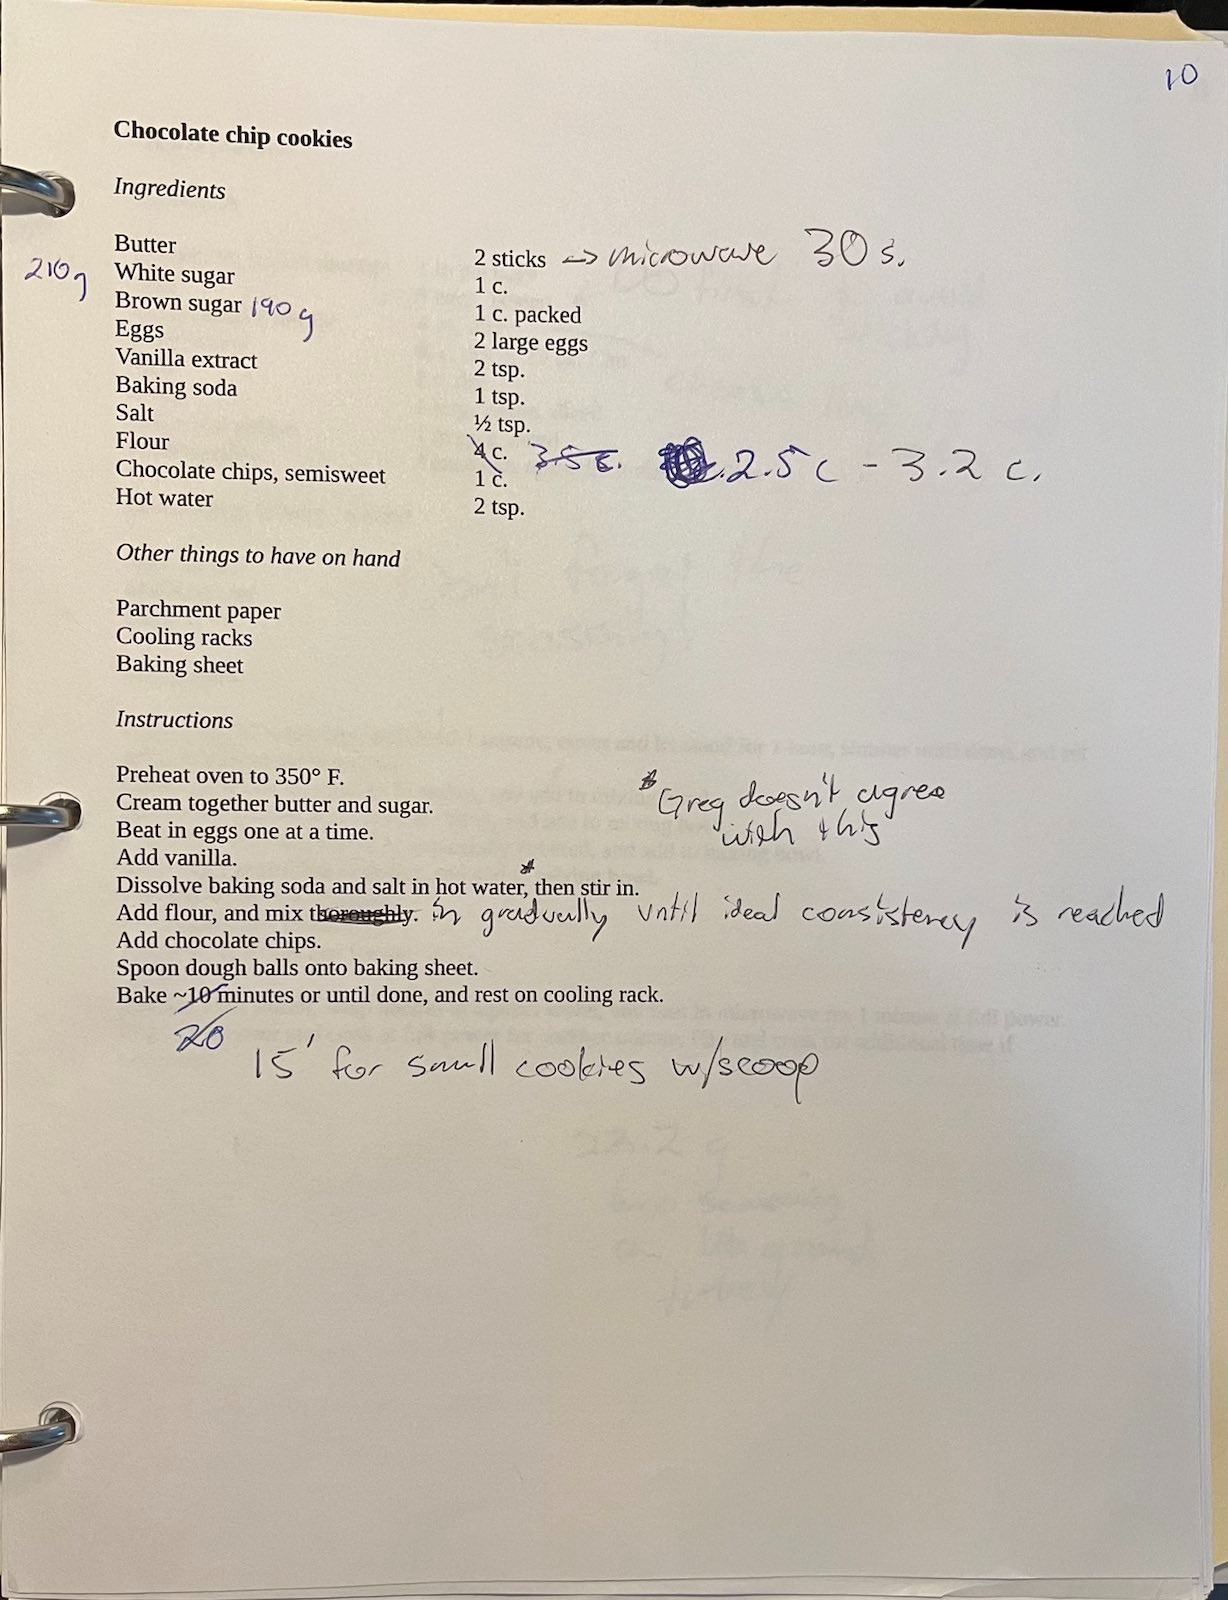 10
Chocolate chip cookies
Ingredients
Butter 2 sticks -> microwave 30 s.
210g White sugar 1 c.
Brown sugar 190 g 1 c. packed
Eggs 2 large eggs
Vanilla extract 2 tsp.
Baking soda 1 tsp.
Salt ½ tsp.
Flour 4 c. 3.5 c. 2.5 c - 3.2 c.
Chocolate chips, semisweet 1 c.
Hot water 2 tsp.
Other things to have on hand
Parchment paper
Cooling racks
Baking sheet
Instructions
Preheat oven to 350° F.
Cream together butter and sugar.
Beat in eggs one at a time.
Add vanilla.
* Greg doesn't agree
with this
Dissolve baking soda and salt in hot water,* then stir in.
Add flour, and mix thoroughly. in gradually until ideal consistency is reached
Add chocolate chips.
Spoon dough balls onto baking sheet.
Bake ~10 minutes or until done, and rest on cooling rack.
20
15' for small cookies w/scoop